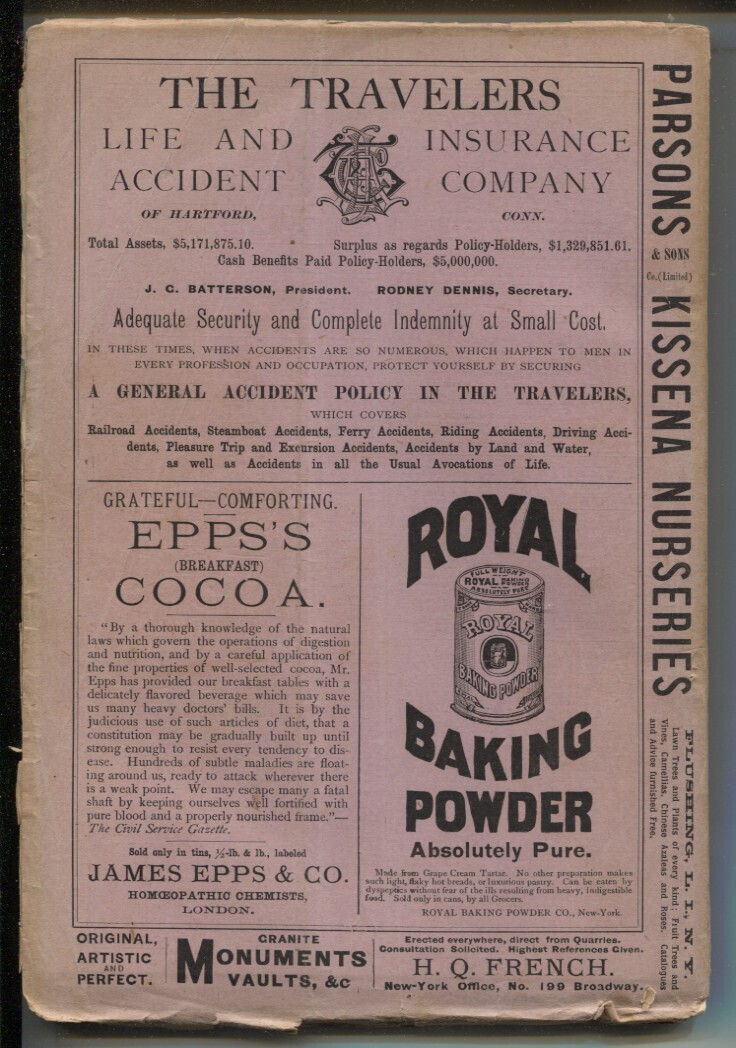 THE TRAVELERS
LIFE AND INSURANCE
ACCIDENT COMPANY
OF HARTFORD, CONN.
Total Assets, $5,171,875.10. Surplus as regards Policy-Holders, $1,329,851.61.
Cash Benefits Paid Policy-Holders, $5,000,000.
J. G. BATTERSON, President. RODNEY DENNIS, Secretary.
Adequate Security and Complete Indemnity at Small Cost.
IN THESE TIMES, WHEN ACCIDENTS ARE SO NUMEROUS, WHICH HAPPEN TO MEN IN
EVERY PROFESSION AND OCCUPATION, PROTECT YOURSELF BY SECURING
A GENERAL ACCIDENT POLICY IN THE TRAVELERS,
WHICH COVERS
Railroad Accidents, Steamboat Accidents, Ferry Accidents, Riding Accidents, Driving Acci-
dents, Pleasure Trip and Excursion Accidents, Accidents by Land and Water,
as well as Accidents in all the Usual Avocations of Life.
GRATEFUL—COMFORTING.
EPPS'S
(BREAKFAST)
COCOA.
"By a thorough knowledge of the natural
laws which govern the operations of digestion
and nutrition, and by a careful application of
the fine properties of well-selected cocoa, Mr.
Epps has provided our breakfast tables with a
delicately flavored beverage which may save
us many heavy doctors' bills. It is by the
judicious use of such articles of diet, that a
constitution may be gradually built up until
strong enough to resist every tendency to dis-
ease. Hundreds of subtle maladies are float-
ing around us, ready to attack wherever there
is a weak point. We may escape many a fatal
shaft by keeping ourselves well fortified with
pure blood and a properly nourished frame."—
The Civil Service Gazette.
Sold only in tins, ½-lb. & lb., labeled
JAMES EPPS & CO.
HOMŒOPATHIC CHEMISTS,
LONDON.
ROYAL
FULL WEIGHT
ROYAL BAKING
POWDER
ABSOLUTELY PURE
ROYAL
BAKING POWDER
BAKING
POWDER
Absolutely Pure.
Made from Grape Cream Tartar. No other preparation makes
such light, flaky hot breads, or luxurious pastry. Can be eaten by
dyspeptics without fear of the ills resulting from heavy, indigestible
food. Sold only in cans, by all Grocers.
ROYAL BAKING POWDER CO., New-York.
ORIGINAL,
ARTISTIC
AND
PERFECT.
GRANITE
MONUMENTS
VAULTS, &c
Erected everywhere, direct from Quarries.
Consultation Solicited. Highest References Given.
H. Q. FRENCH.
New-York Office, No. 199 Broadway.
PARSONS & SONS Co. (Limited) KISSENA NURSERIES
FLUSHING, L. I., N. Y.
Lawn Trees and Plants of every kind; Fruit Trees and
Vines, Camellias, Chinese Azaleas and Roses. Catalogues
and Advice furnished Free.